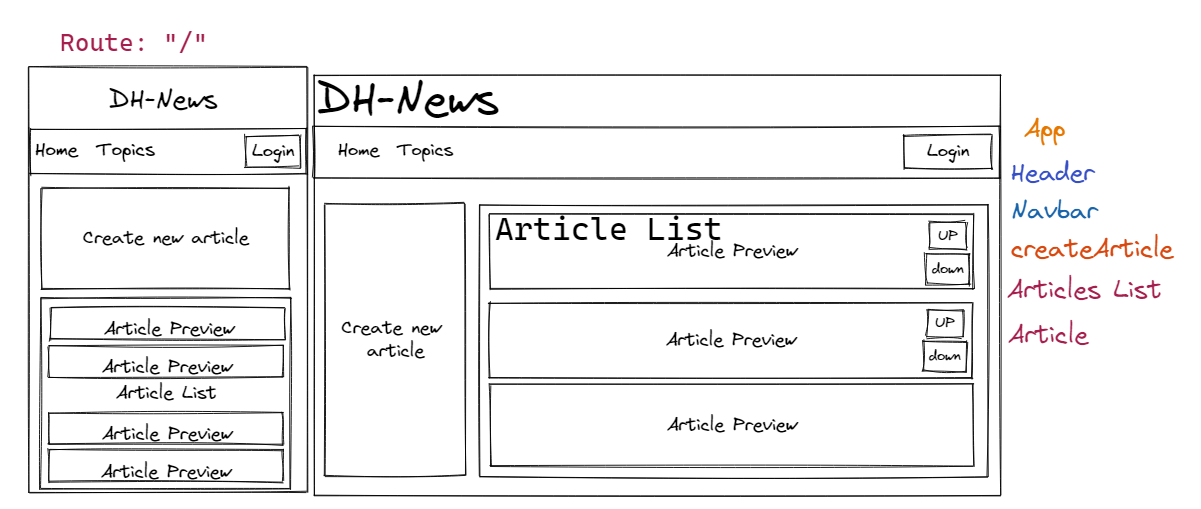 Route: "/"
DH-News
Home Topics Login
Create new article
Article Preview
Article Preview
Article List
Article Preview
Article Preview
DH-News
Home Topics Login
Create new
article
Article List
Article Preview
UP
down
Article Preview
UP
down
Article Preview
App
Header
Navbar
createArticle
Articles List
Article